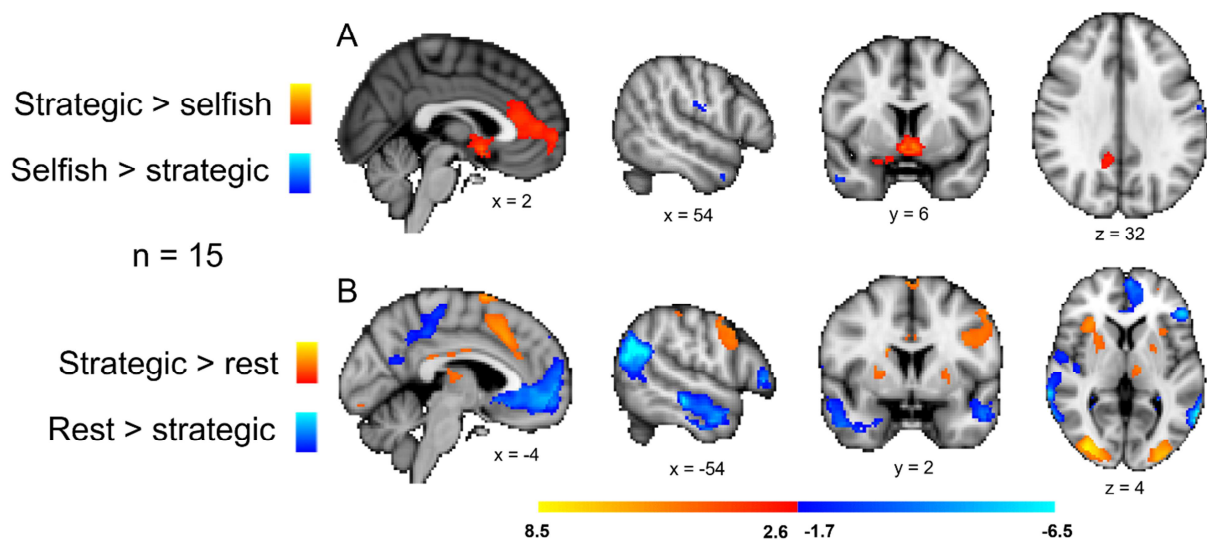 A
Strategic > selfish
Selfish > strategic
x = 2
x = 54
y = 6
z = 32
n = 15
B
Strategic > rest
Rest > strategic
x = -4
x = -54
y = 2
z = 4
8.5
2.6
-1.7
-6.5